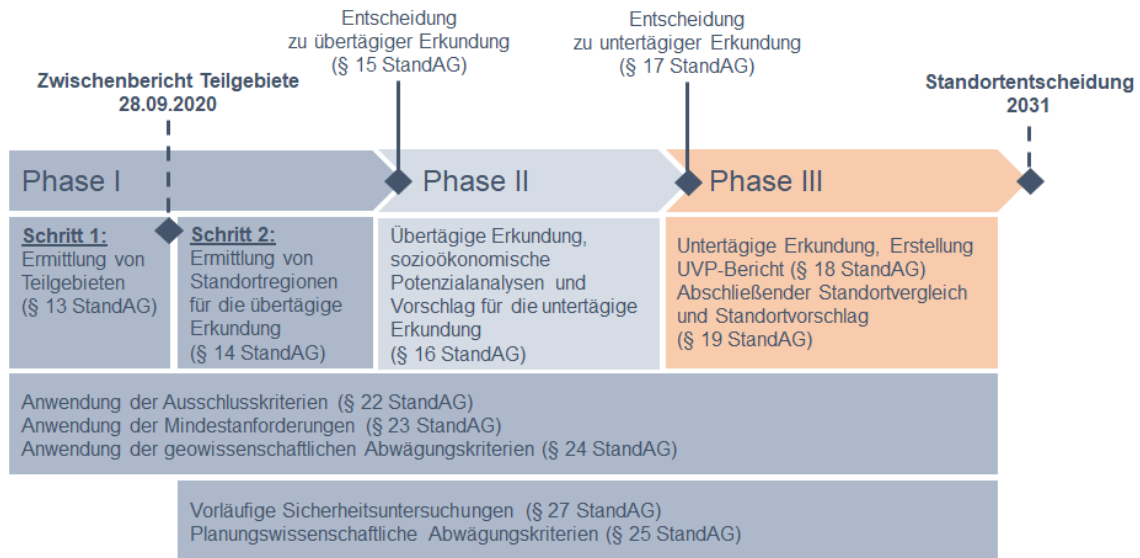 Entscheidung
zu übertägiger Erkundung
(§ 15 StandAG)
Entscheidung
zu untertägiger Erkundung
(§ 17 StandAG)
Zwischenbericht Teilgebiete
28.09.2020
Standortentscheidung
2031
Phase I
Phase II
Phase III
Schritt 1:
Ermittlung von
Teilgebieten
(§ 13 StandAG)
Schritt 2:
Ermittlung von
Standortregionen
für die übertägige
Erkundung
(§ 14 StandAG)
Übertägige Erkundung,
sozioökonomische
Potenzialanalysen und
Vorschlag für die untertägige
Erkundung
(§ 16 StandAG)
Untertägige Erkundung, Erstellung
UVP-Bericht (§ 18 StandAG)
Abschließender Standortvergleich
und Standortvorschlag
(§ 19 StandAG)
Anwendung der Ausschlusskriterien (§ 22 StandAG)
Anwendung der Mindestanforderungen (§ 23 StandAG)
Anwendung der geowissenschaftlichen Abwägungskriterien (§ 24 StandAG)
Vorläufige Sicherheitsuntersuchungen (§ 27 StandAG)
Planungswissenschaftliche Abwägungskriterien (§ 25 StandAG)